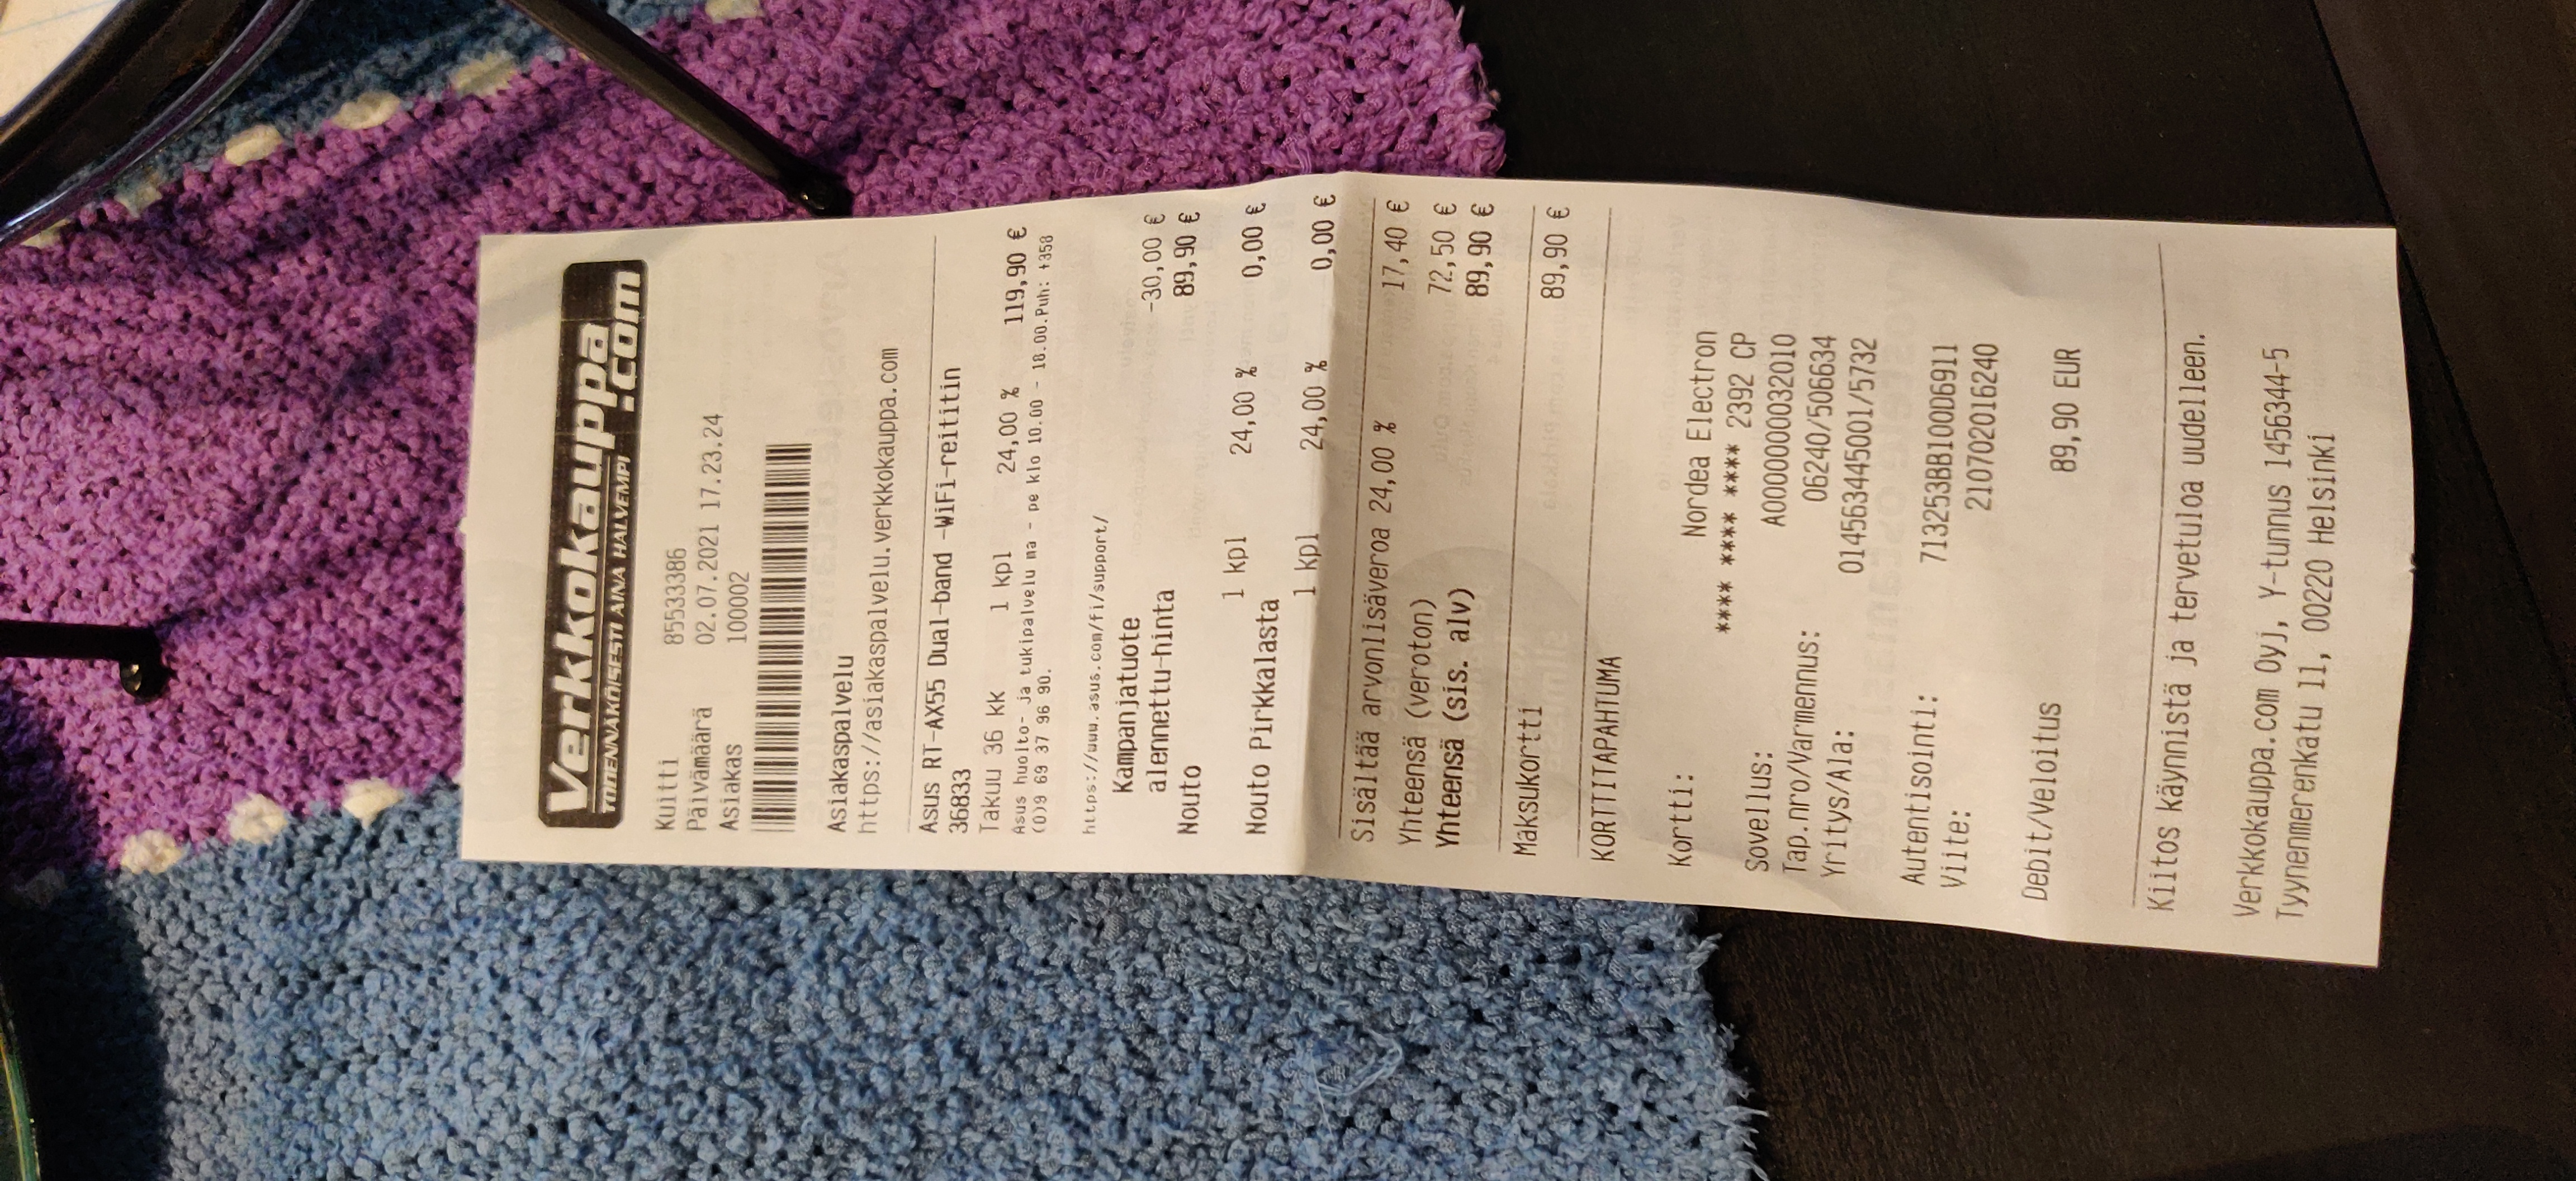 Verkkokauppa
.com
TODENNÄKÖISESTI AINA HALVEMPI
Kuitti 85533386
Päivämäärä 02.07.2021 17.23.24
Asiakas 100002
Asiakaspalvelu
https://asiakaspalvelu.verkkokauppa.com
Asus RT-AX55 Dual-band -WiFi-reititin
36833
Takuu 36 kk 1 kpl 24,00 % 119,90 €
Asus huolto- ja tukipalvelu ma - pe klo 10.00 - 18.00.Puh: +358
(0)9 69 37 96 90.
https://www.asus.com/fi/support/
Kampanjatuote -30,00 €
alennettu-hinta 89,90 €
Nouto
1 kpl 24,00 % 0,00 €
Nouto Pirkkalasta
1 kpl 24,00 % 0,00 €
Sisältää arvonlisäveroa 24,00 % 17,40 €
Yhteensä (veroton) 72,50 €
Yhteensä (sis. alv) 89,90 €
Maksukortti 89,90 €
KORTTITAPAHTUMA
Kortti: Nordea Electron
**** **** **** 2392 CP
Sovellus: A0000000032010
Tap.nro/Varmennus: 06240/506634
Yritys/Ala: 014563445001/5732
Autentisointi: 713253BB100D6911
Viite: 210702016240
Debit/Veloitus 89,90 EUR
Kiitos käynnistä ja tervetuloa uudelleen.
Verkkokauppa.com Oyj, Y-tunnus 1456344-5
Tyynenmerenkatu 11, 00220 Helsinki